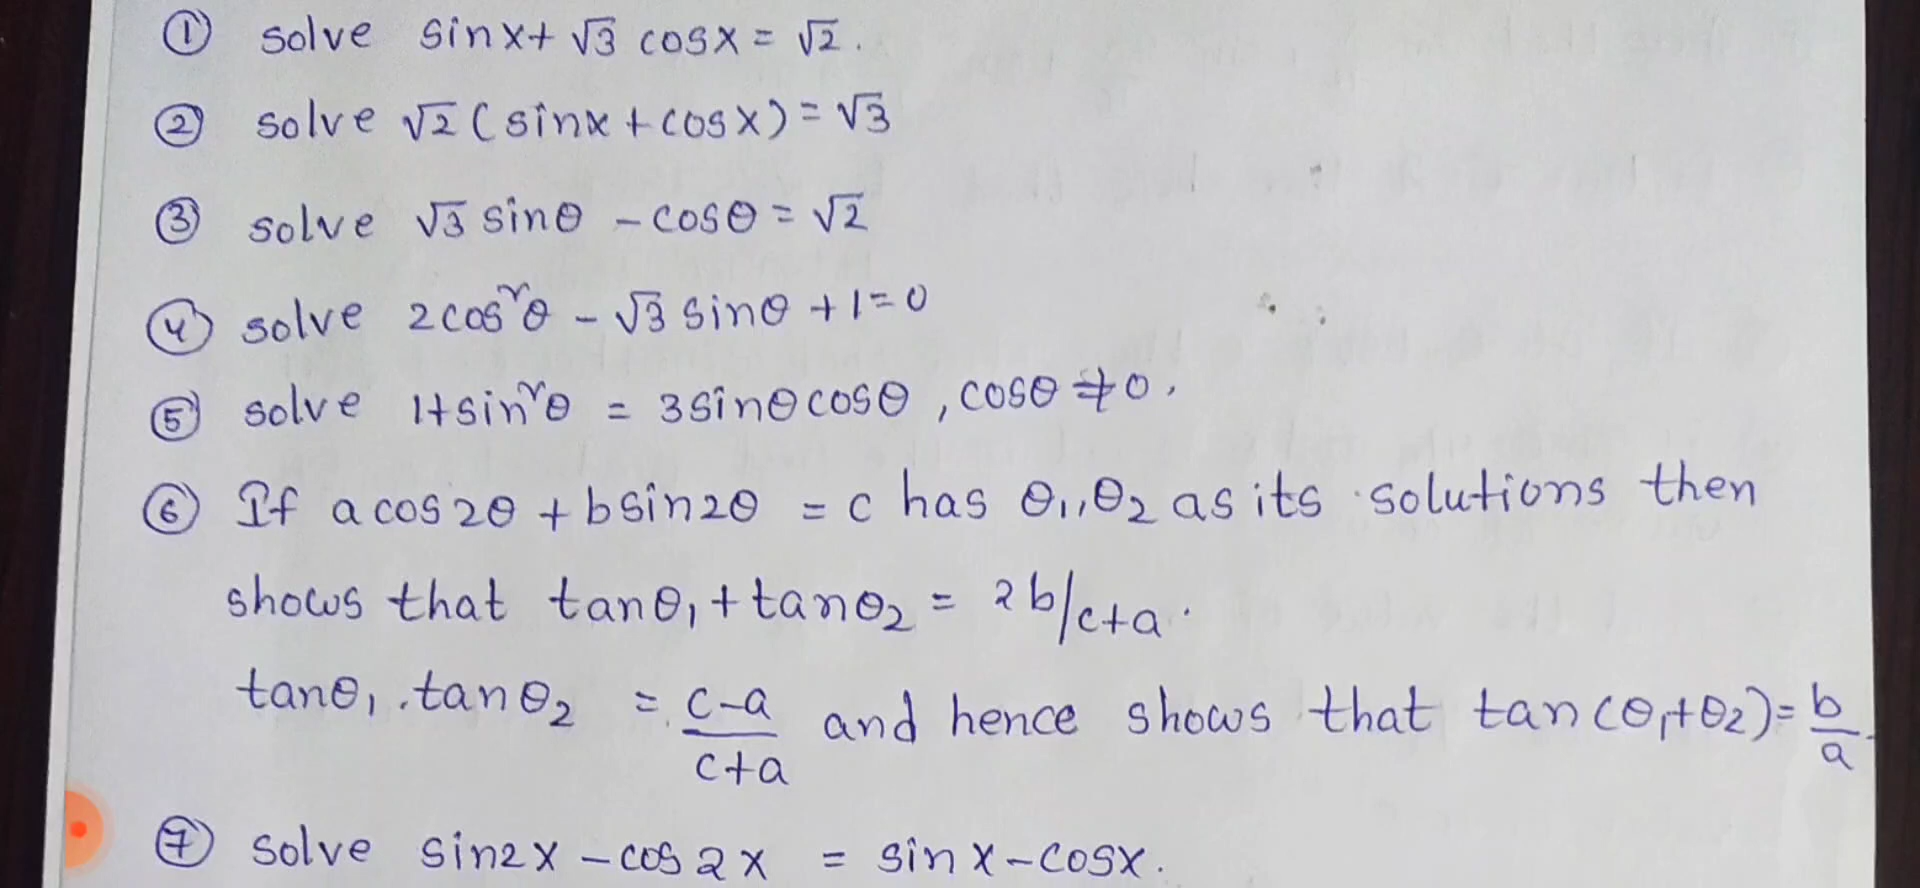 ① solve sinx+ √3 cosx = √2.
② solve √2 (sinx + cosx) = √3
③ solve √3 sinθ - cosθ = √2
④ solve 2cos²θ - √3 sinθ + 1 = 0
⑤ solve 1+sin²θ = 3sinθcosθ , cosθ ≠ 0.
⑥ If a cos2θ + b sin2θ = c has θ₁,,θ₂ as its solutions then
shows that tanθ₁ + tanθ₂ = 2b/c+a.
tanθ₁ . tanθ₂ = c-a/c+a and hence shows that tan(θ₁+θ₂) = b/a.
⑦ solve sin2x - cos2x = sinx - cosx.